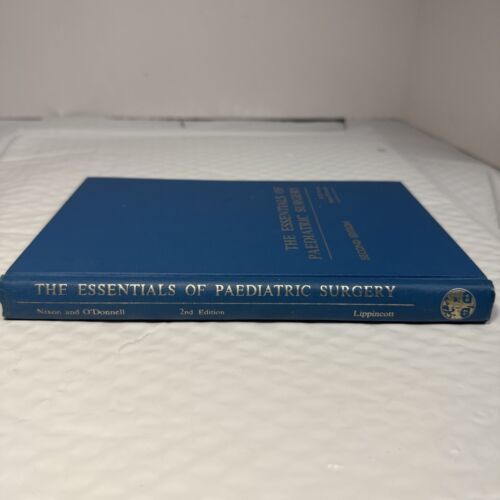 THE ESSENTIALS OF
PAEDIATRIC SURGERY
SECOND EDITION
THE ESSENTIALS OF PAEDIATRIC SURGERY
Nixon and O'Donnell 2nd Edition Lippincott